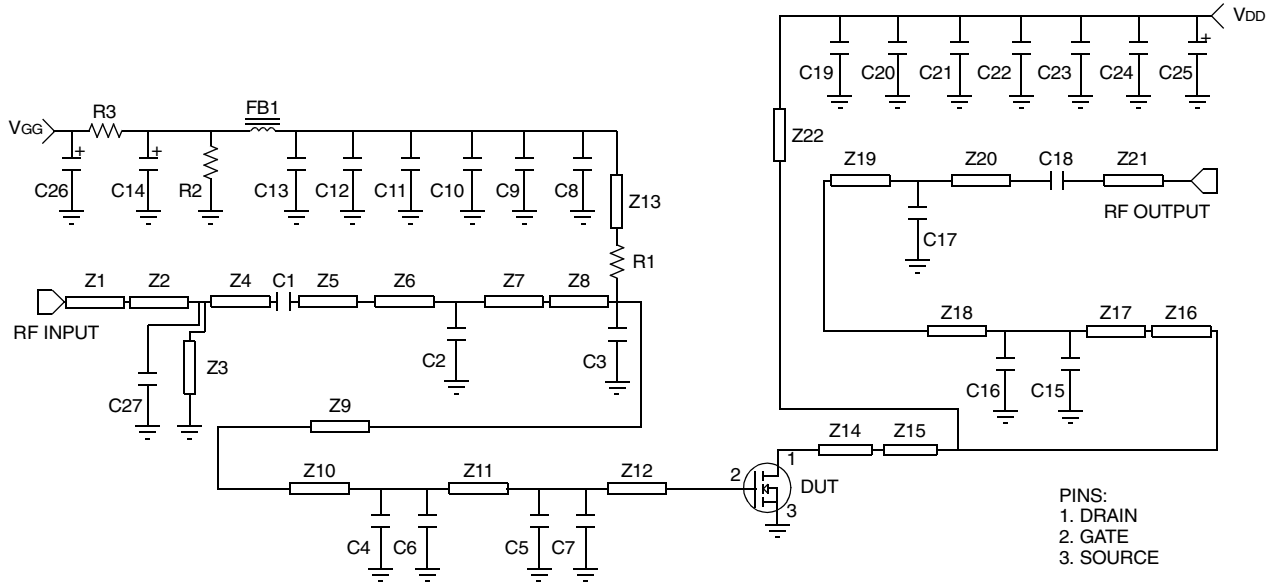 VDD
C19
C20
C21
C22
C23
C24
C25
+
Z22
VGG
R3
FB1
+
+
C26
C14
R2
C13
C12
C11
C10
C9
C8
Z13
R1
Z19
Z20
C18
Z21
RF OUTPUT
C17
Z1
Z2
Z4
C1
Z5
Z6
Z7
Z8
RF INPUT
C27
Z3
C2
C3
Z18
Z17
Z16
C16
C15
Z9
Z10
Z11
Z12
C4
C6
C5
C7
Z14
Z15
1
2
3
DUT
PINS:
1. DRAIN
2. GATE
3. SOURCE